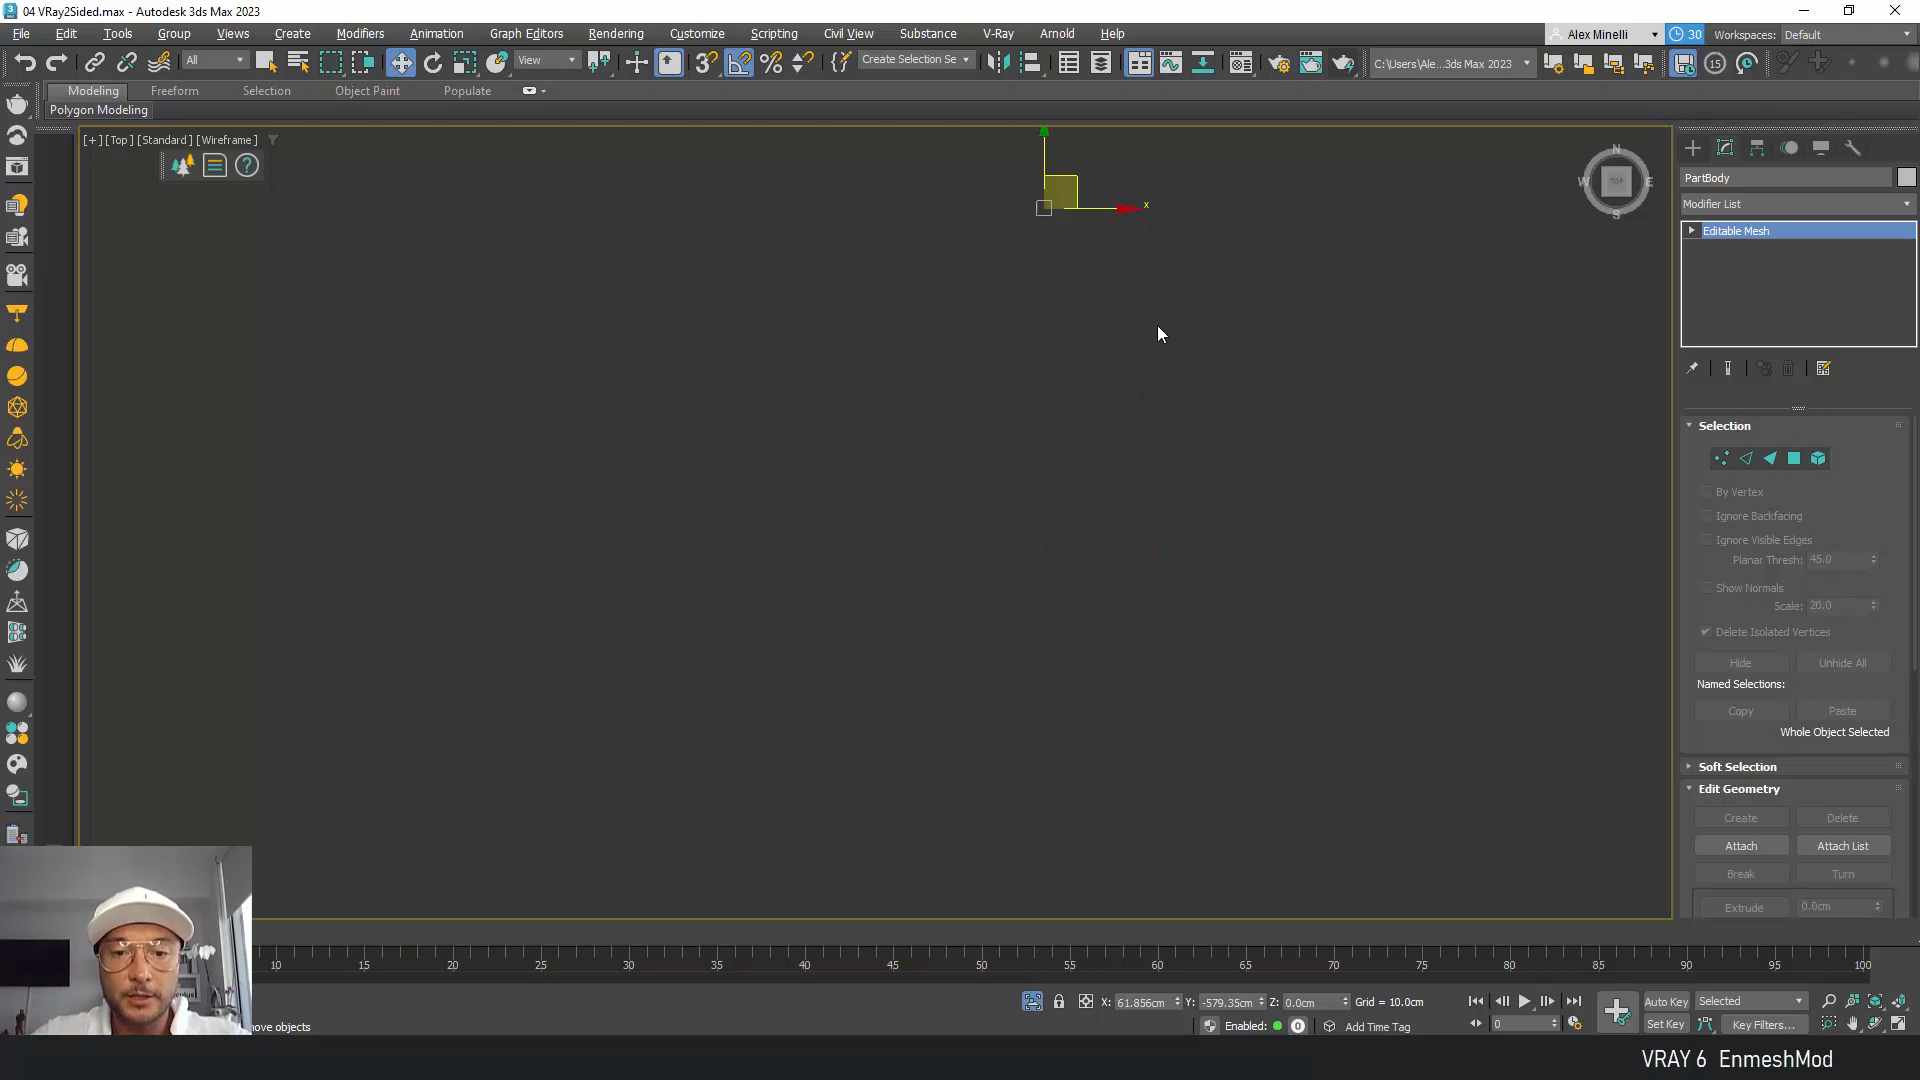 04 VRay2Sided.max - Autodesk 3ds Max 2023
File Edit Tools Group Views Create Modifiers Animation Graph Editors Rendering Customize Scripting Civil View Substance V-Ray Arnold Help
Alex Minelli 30 Workspaces: Default
All View Create Selection Se C:\Users\Ale...3ds Max 2023 15
Modeling Freeform Selection Object Paint Populate
Polygon Modeling
[+] [Top] [Standard] [Wireframe]
x
N
W TOP E
S
PartBody
Modifier List
Editable Mesh
Selection
By Vertex
Ignore Backfacing
Ignore Visible Edges
Planar Thresh: 45.0
Show Normals
Scale: 20.0
Delete Isolated Vertices
Hide Unhide All
Named Selections:
Copy Paste
Whole Object Selected
Soft Selection
Edit Geometry
Create Delete
Attach Attach List
Break Turn
Extrude 0.0cm
10 15 20 25 30 35 40 45 50 55 60 65 70 75 80 85 90 95 100
X: 61.856cm Y: -579.35cm Z: 0.0cm Grid = 10.0cm
Auto Key Selected
ove objects Enabled: 0 Add Time Tag
0 Set Key Key Filters...
VRAY 6 EnmeshMod